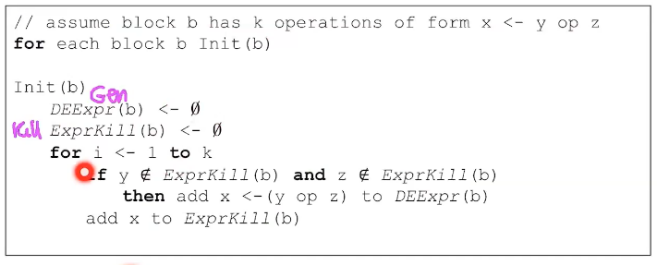 // assume block b has k operations of form x <- y op z
for each block b Init(b)
Init(b)
Gen
DEExpr(b) <- Ø
Kill ExprKill(b) <- Ø
for i <- 1 to k
if y ∉ ExprKill(b) and z ∉ ExprKill(b)
then add x <-(y op z) to DEExpr(b)
add x to ExprKill(b)